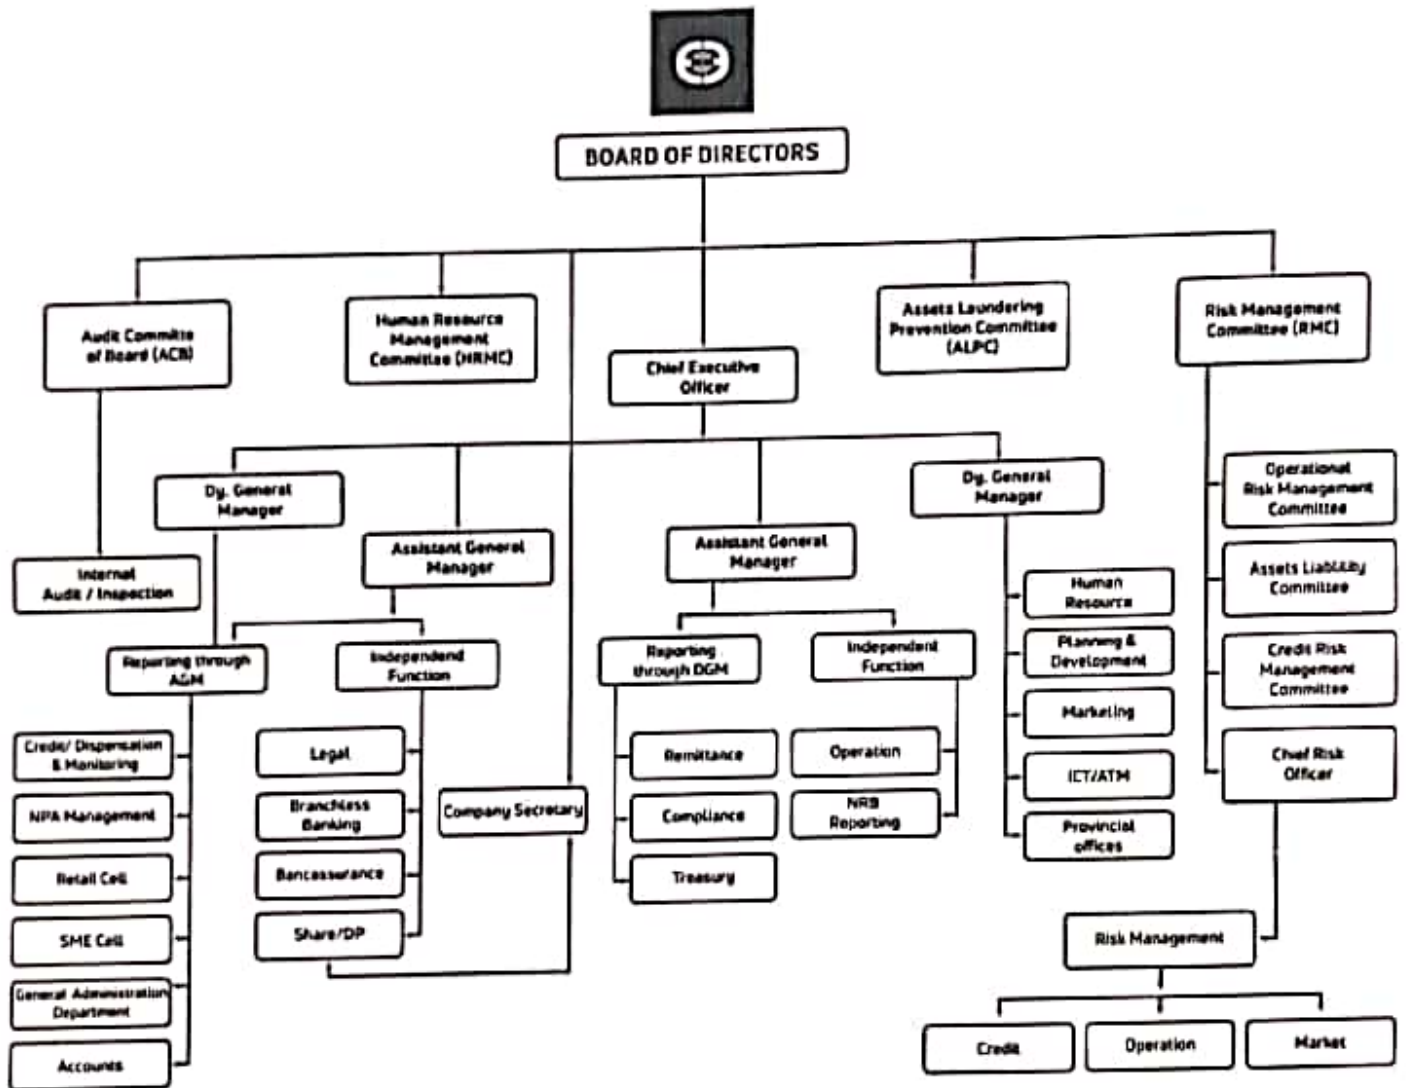 BOARD OF DIRECTORS
Audit Committe
of Board (ACB)
Human Resource
Management
Committee (HRMC)
Chief Executive
Officer
Assets Laundering
Prevention Committee
(ALPC)
Risk Management
Committee (RMC)
Dy. General
Manager
Assistant General
Manager
Assistant General
Manager
Dy. General
Manager
Operational
Risk Management
Committee
Assets Liability
Committee
Credit Risk
Management
Committee
Chief Risk
Officer
Internal
Audit / Inspection
Reporting through
AGM
Independend
Function
Reporting
through DGM
Independent
Function
Human
Resource
Planning &
Development
Marketing
ICT/ATM
Provincial
offices
Credit/ Dispensation
& Monitoring
NPA Management
Retail Cell
SME Cell
General Administration
Department
Accounts
Legal
Branchless
Banking
Bancassurance
Share/DP
Company Secretary
Remittance
Compliance
Treasury
Operation
NRB
Reporting
Risk Management
Credit
Operation
Market